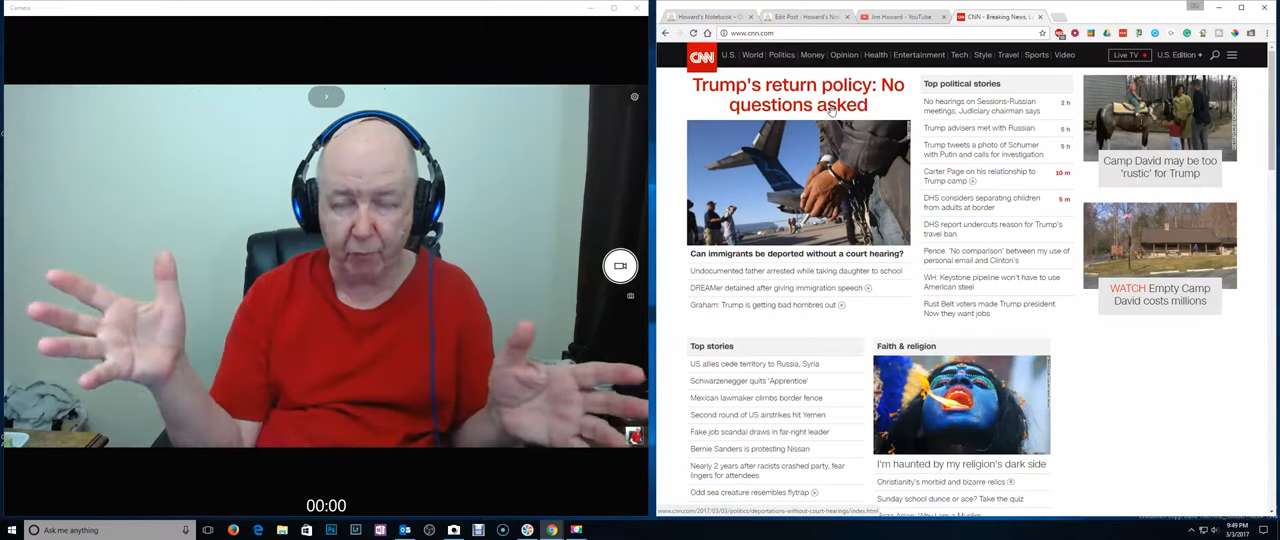 Camera
00:00
Howard's Notebook – O
Edit Post ‹ Howard's Not
Jim Howard - YouTube
CNN - Breaking News, L
www.cnn.com
CNN
U.S. World Politics Money Opinion Health Entertainment Tech Style Travel Sports Video
Live TV
U.S. Edition +
Trump's return policy: No
questions asked
Can immigrants be deported without a court hearing?
Undocumented father arrested while taking daughter to school
DREAMer detained after giving immigration speech
Graham: Trump is getting bad hombres out
Top political stories
No hearings on Sessions-Russian
meetings, Judiciary chairman says
2 h
Trump advisers met with Russian
5 h
Trump tweets a photo of Schumer
with Putin and calls for investigation
5 h
Carter Page on his relationship to
Trump camp
10 m
DHS considers separating children
from adults at border
5 m
DHS report undercuts reason for Trump's
travel ban
Pence: 'No comparison' between my use of
personal email and Clinton's
WH: Keystone pipeline won't have to use
American steel
Rust Belt voters made Trump president.
Now they want jobs
Camp David may be too
'rustic' for Trump
WATCH Empty Camp
David costs millions
Top stories
US allies cede territory to Russia, Syria
Schwarzenegger quits 'Apprentice'
Mexican lawmaker climbs border fence
Second round of US airstrikes hit Yemen
Fake job scandal draws in far-right leader
Bernie Sanders is protesting Nissan
Nearly 2 years after racists crashed party, fear
lingers for attendees
Odd sea creature resembles flytrap
Faith & religion
I'm haunted by my religion's dark side
Christianity's morbid and bizarre relics
Sunday school dunce or ace? Take the quiz
www.cnn.com/2017/03/03/politics/deportations-without-court-hearings/index.html
Ask me anything
9:49 PM
3/3/2017